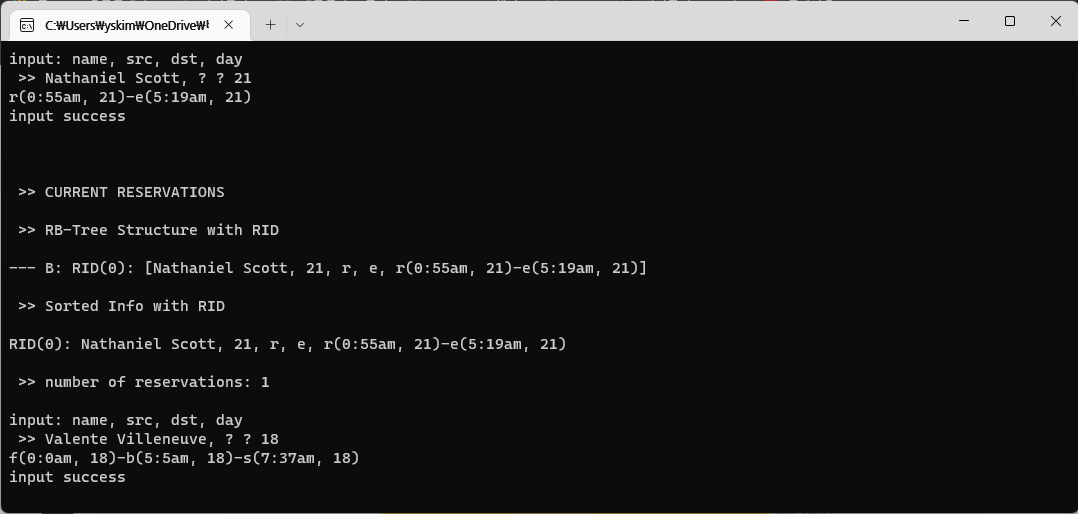 C:₩Users₩yskim₩OneDrive₩
input: name, src, dst, day
>> Nathaniel Scott, ? ? 21
r(0:55am, 21)-e(5:19am, 21)
input success
>> CURRENT RESERVATIONS
>> RB-Tree Structure with RID
--- B: RID(0): [Nathaniel Scott, 21, r, e, r(0:55am, 21)-e(5:19am, 21)]
>> Sorted Info with RID
RID(0): Nathaniel Scott, 21, r, e, r(0:55am, 21)-e(5:19am, 21)
>> number of reservations: 1
input: name, src, dst, day
>> Valente Villeneuve, ? ? 18
f(0:0am, 18)-b(5:5am, 18)-s(7:37am, 18)
input success